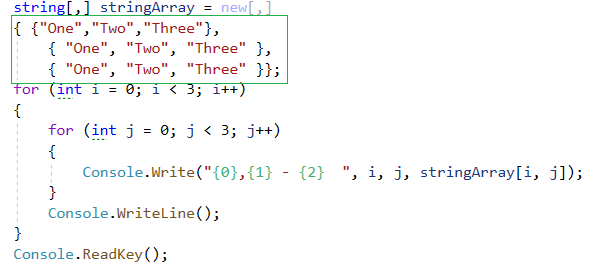 string[,] stringArray = new[,]
{ {"One","Two","Three"},
{ "One", "Two", "Three" },
{ "One", "Two", "Three" }};
for (int i = 0; i < 3; i++)
{
for (int j = 0; j < 3; j++)
{
Console.Write("{0},{1} - {2}  ", i, j, stringArray[i, j]);
}
Console.WriteLine();
}
Console.ReadKey();